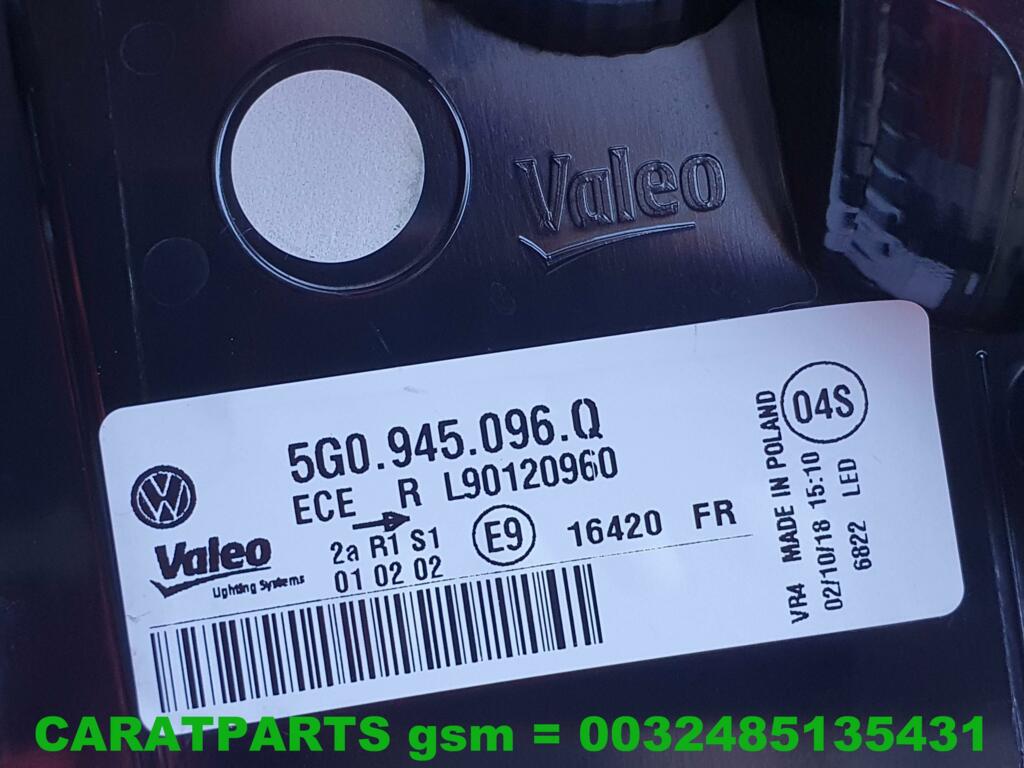 Valeo
5G0.945.096.Q
ECE R L90120960
Valeo
Lighting Systems
2a R1 S1
01 02 02
E9
16420 FR
VR4 MADE IN POLAND
02/10/18 15:10
6822 LED
04S
CARATPARTS gsm = 0032485135431